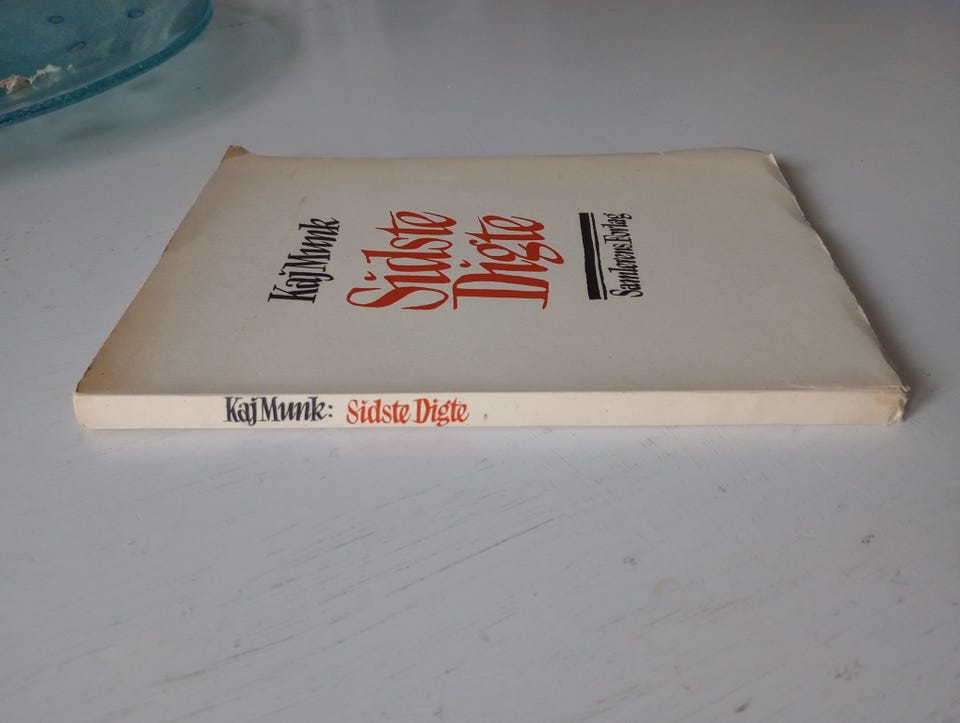 Kaj Munk
Sidste
Digte
Samlerens Forlag
Kaj Munk: Sidste Digte